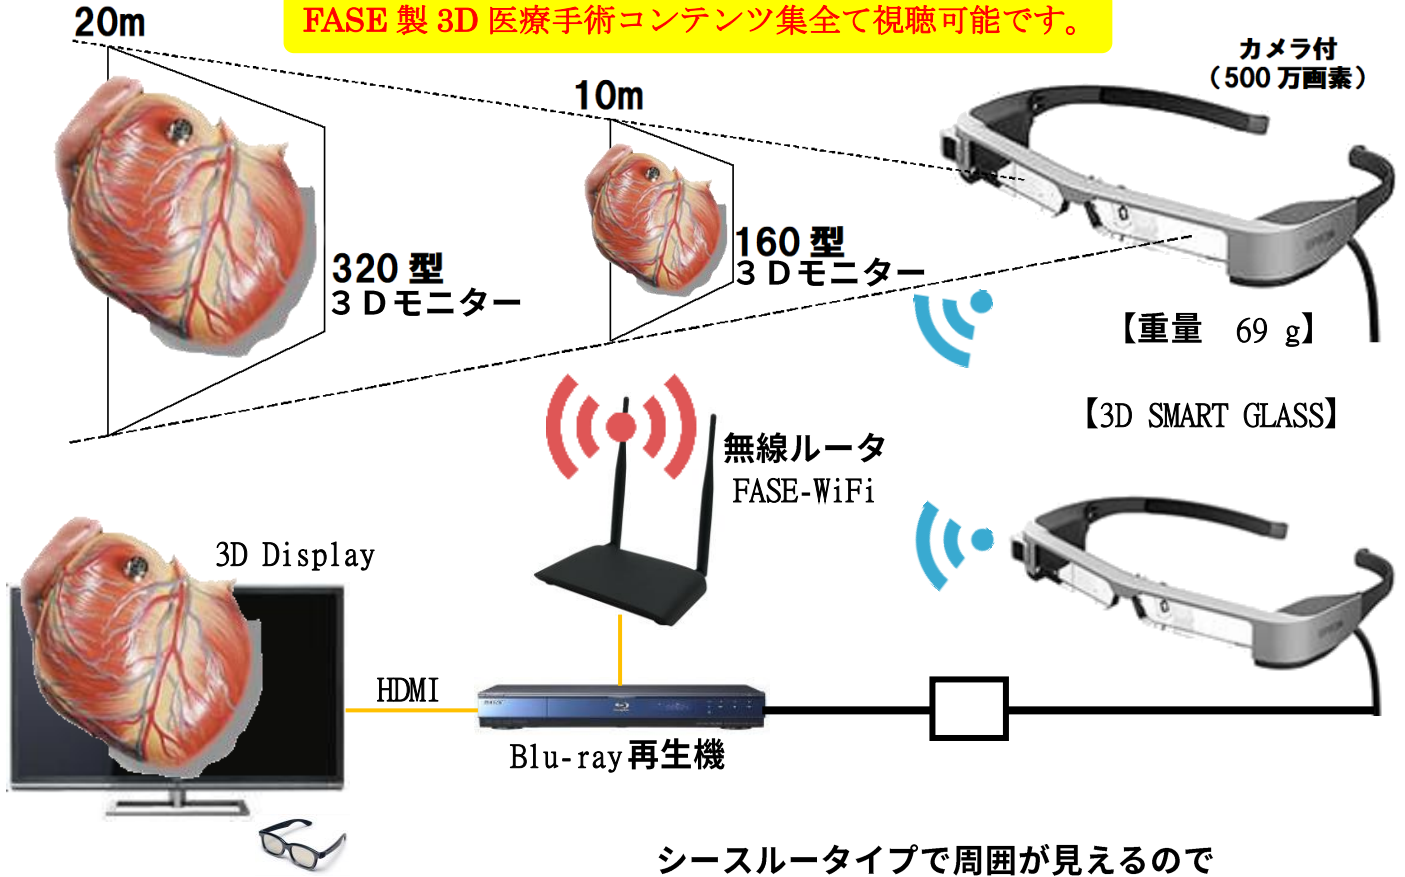 FASE 製 3D 医療手術コンテンツ集全て視聴可能です。
20m
10m
カメラ付
（500 万画素）
320 型
３Ｄモニター
160 型
３Ｄモニター
【重量　69 g】
【3D SMART GLASS】
無線ルータ
FASE-WiFi
3D Display
HDMI
Blu-ray再生機
シースルータイプで周囲が見えるので